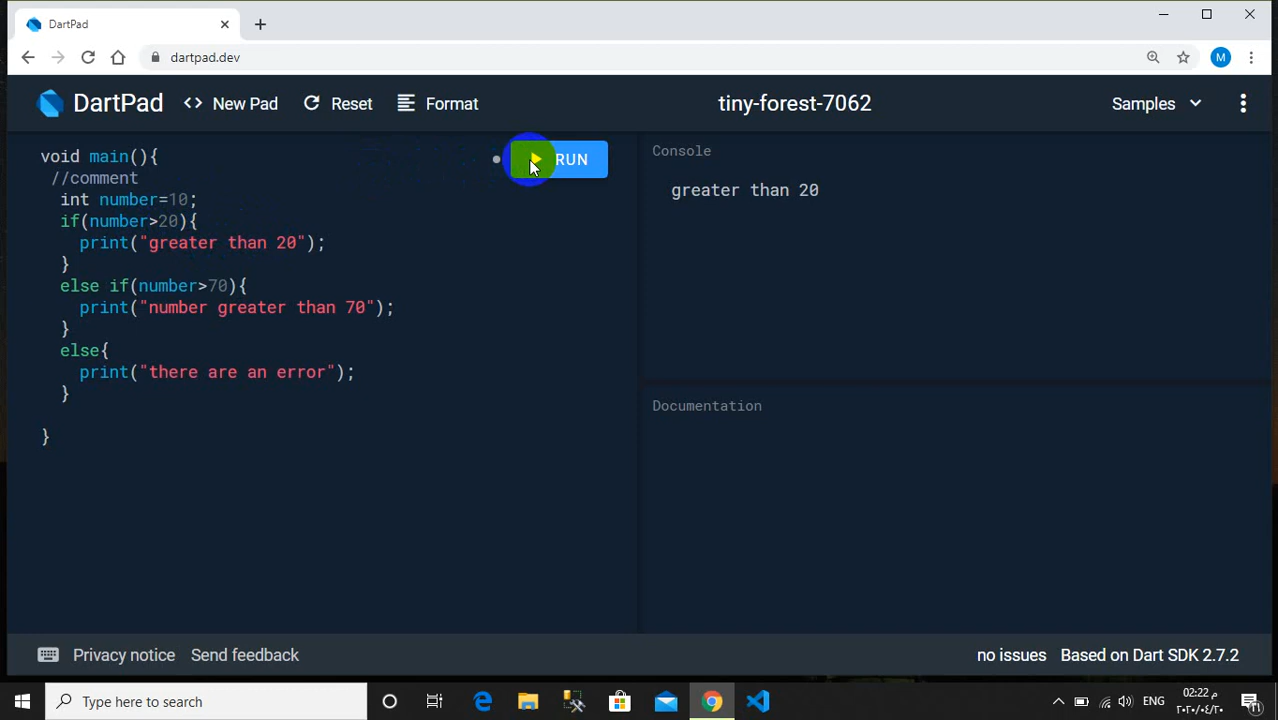 DartPad
dartpad.dev
M
DartPad
<> New Pad
Reset
Format
tiny-forest-7062
Samples
void main(){
//comment
int number=10;
if(number>20){
print("greater than 20");
}
else if(number>70){
print("number greater than 70");
}
else{
print("there are an error");
}
}
RUN
Console
greater than 20
Documentation
Privacy notice
Send feedback
no issues
Based on Dart SDK 2.7.2
Type here to search
ENG
02:22 م
٢٠٢٠/٠٤/٢٠